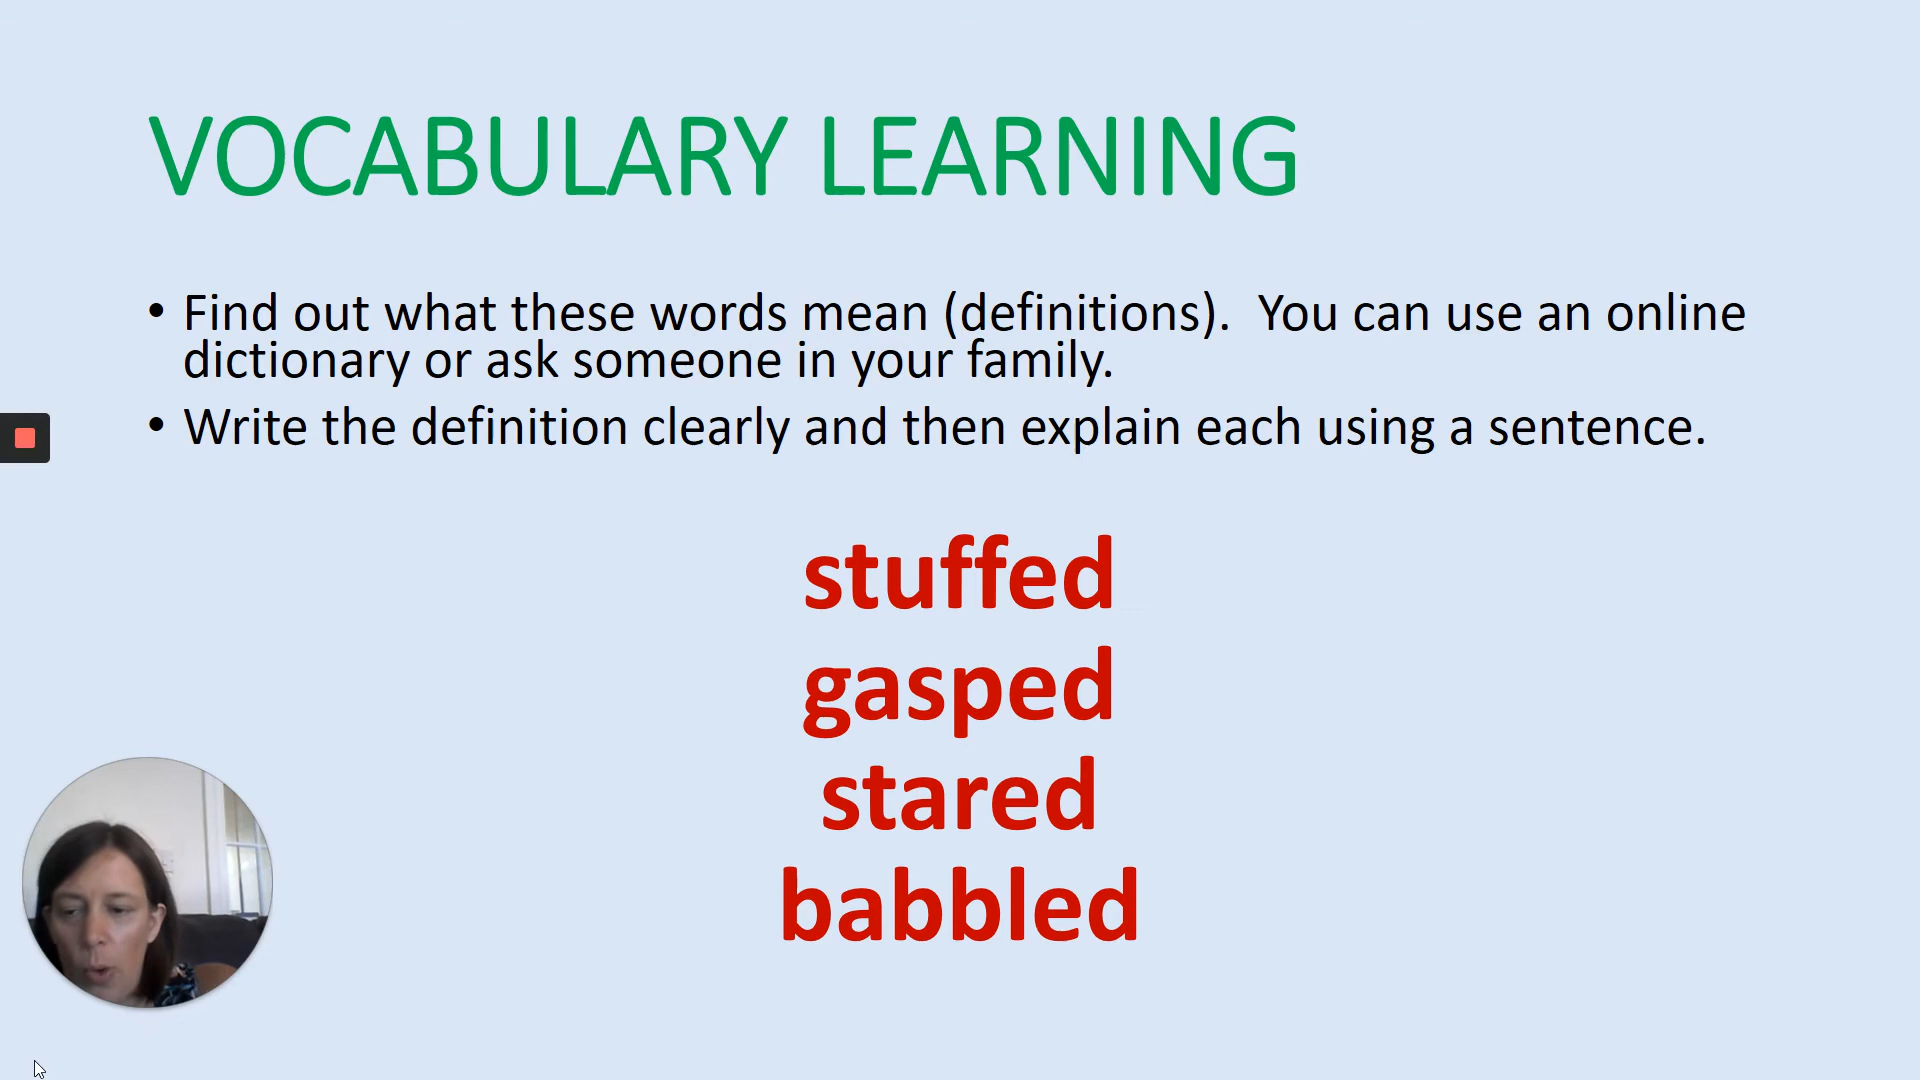 VOCABULARY LEARNING
• Find out what these words mean (definitions).  You can use an online
dictionary or ask someone in your family.
• Write the definition clearly and then explain each using a sentence.
stuffed
gasped
stared
babbled